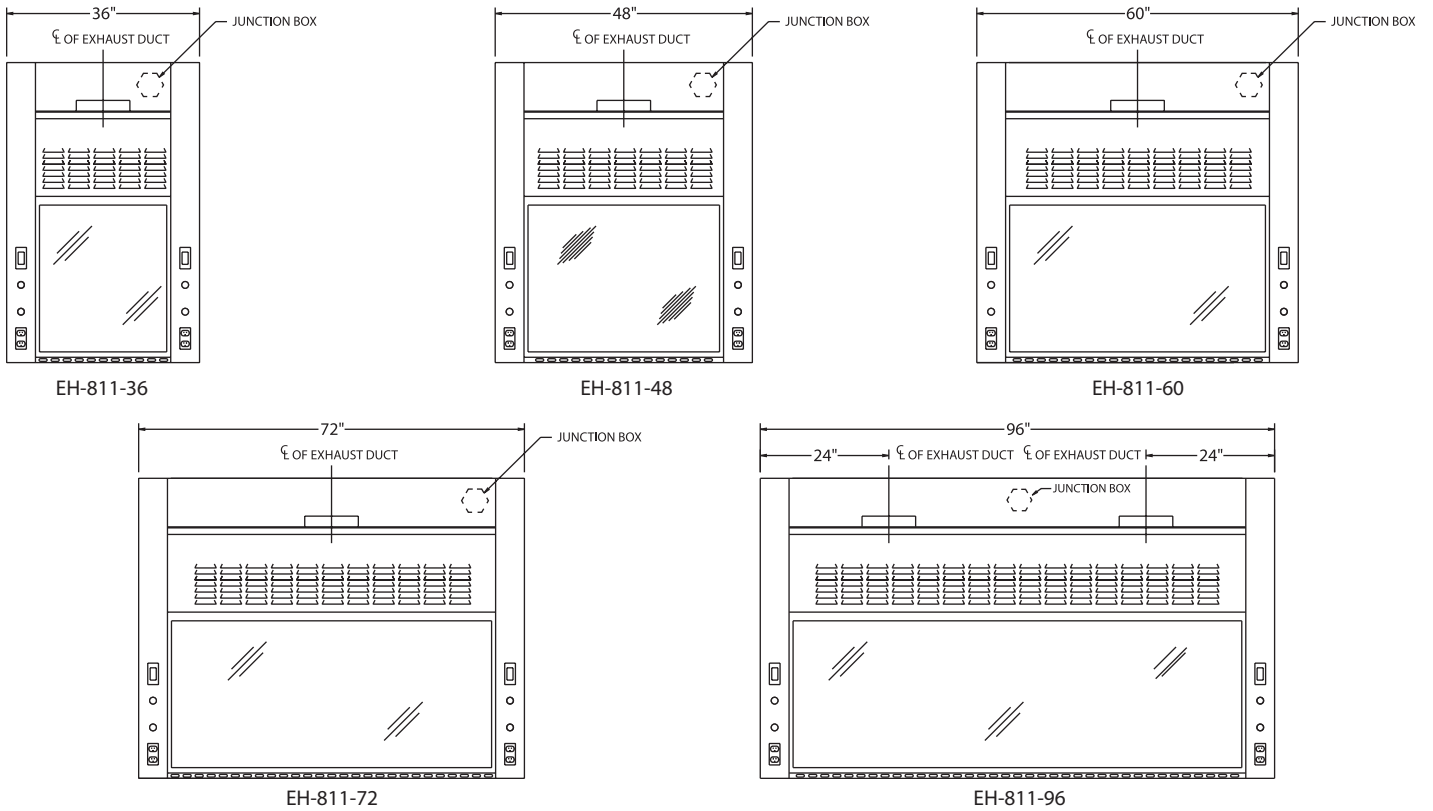 36"
JUNCTION BOX
℄ OF EXHAUST DUCT
EH-811-36
48"
JUNCTION BOX
℄ OF EXHAUST DUCT
EH-811-48
60"
JUNCTION BOX
℄ OF EXHAUST DUCT
EH-811-60
72"
JUNCTION BOX
℄ OF EXHAUST DUCT
EH-811-72
96"
24" ℄ OF EXHAUST DUCT ℄ OF EXHAUST DUCT 24"
JUNCTION BOX
EH-811-96